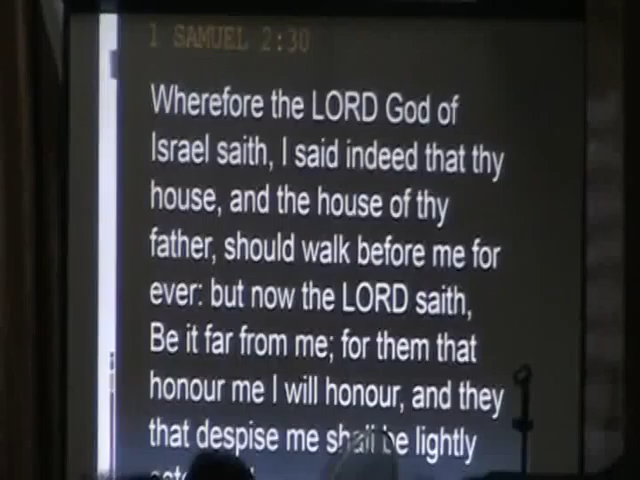 1 SAMUEL 2:30
Wherefore the LORD God of
Israel saith, I said indeed that thy
house, and the house of thy
father, should walk before me for
ever: but now the LORD saith,
Be it far from me; for them that
honour me I will honour, and they
that despise me shall be lightly